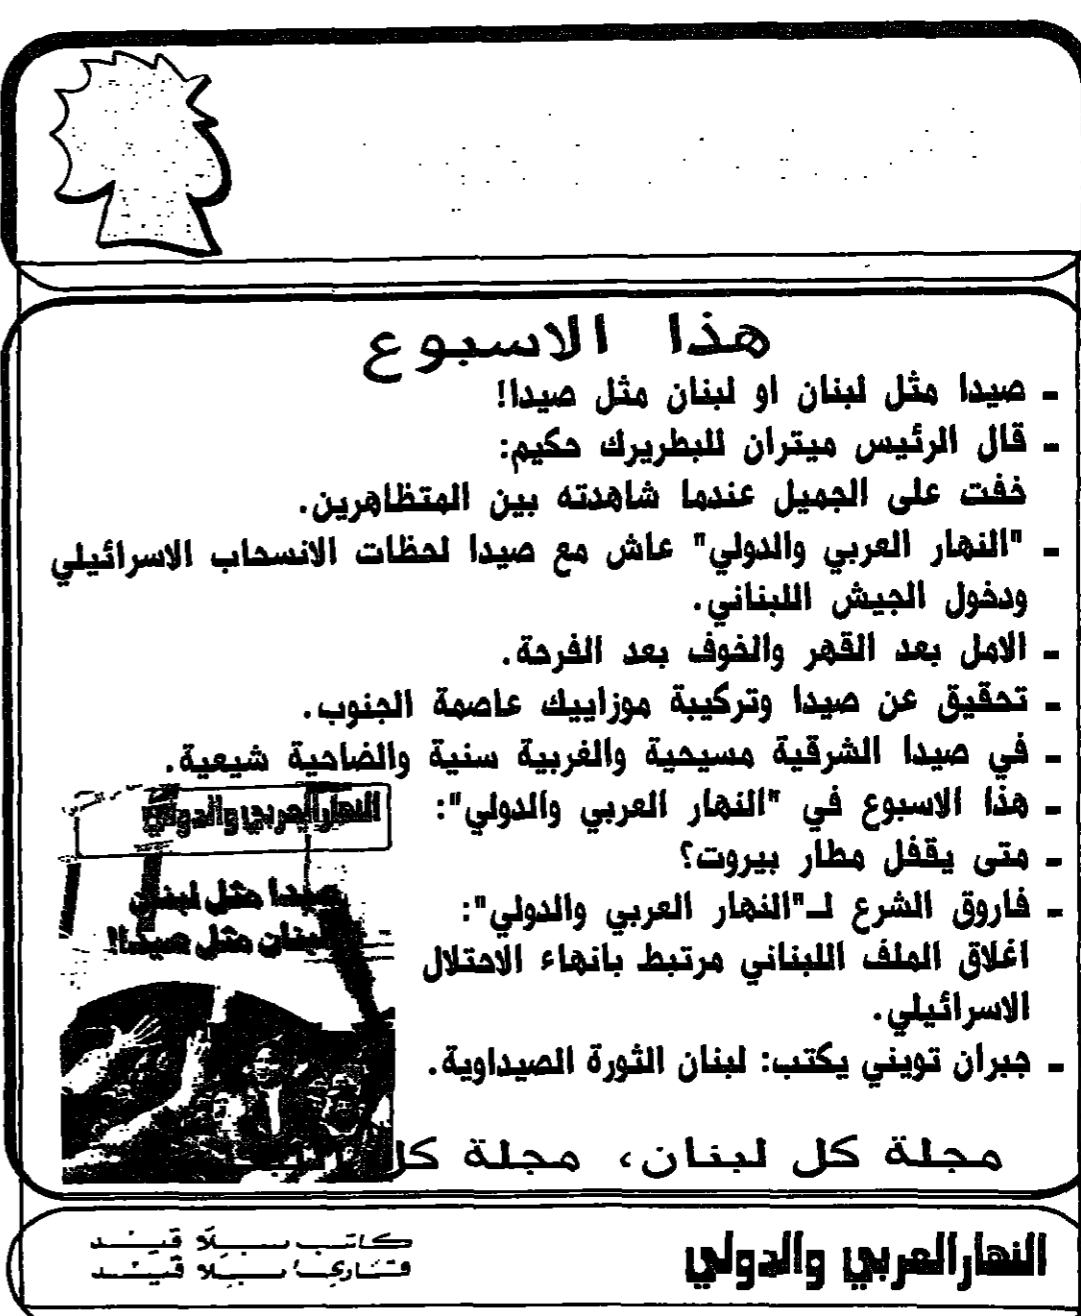 هذا الاسبوع
- صيدا مثل لبنان او لبنان مثل صيدا!
- قال الرئيس ميتران للبطريرك حكيم:
خفت على الجميل عندما شاهدته بين المتظاهرين.
- "النهار العربي والدولي" عاش مع صيدا لحظات الانسحاب الاسرائيلي
ودخول الجيش اللبناني.
- الامل بعد القهر والخوف بعد الفرحة.
- تحقيق عن صيدا وتركيبة موزاييك عاصمة الجنوب.
- في صيدا الشرقية مسيحية والغربية سنية والضاحية شيعية.
- هذا الاسبوع في "النهار العربي والدولي":
- متى يقفل مطار بيروت؟
- فاروق الشرع لـ"النهار العربي والدولي":
اغلاق الملف اللبناني مرتبط بانهاء الاحتلال
الاسرائيلي.
- جبران تويني يكتب: لبنان الثورة الصيداوية.
النهار العربي والدولي
صيدا مثل لبنان
لبنان مثل صيدا!
مجلة كل لبنان، مجلة كل
النهار العربي والدولي
كاتب بلا قيد
قارئ بلا قيد